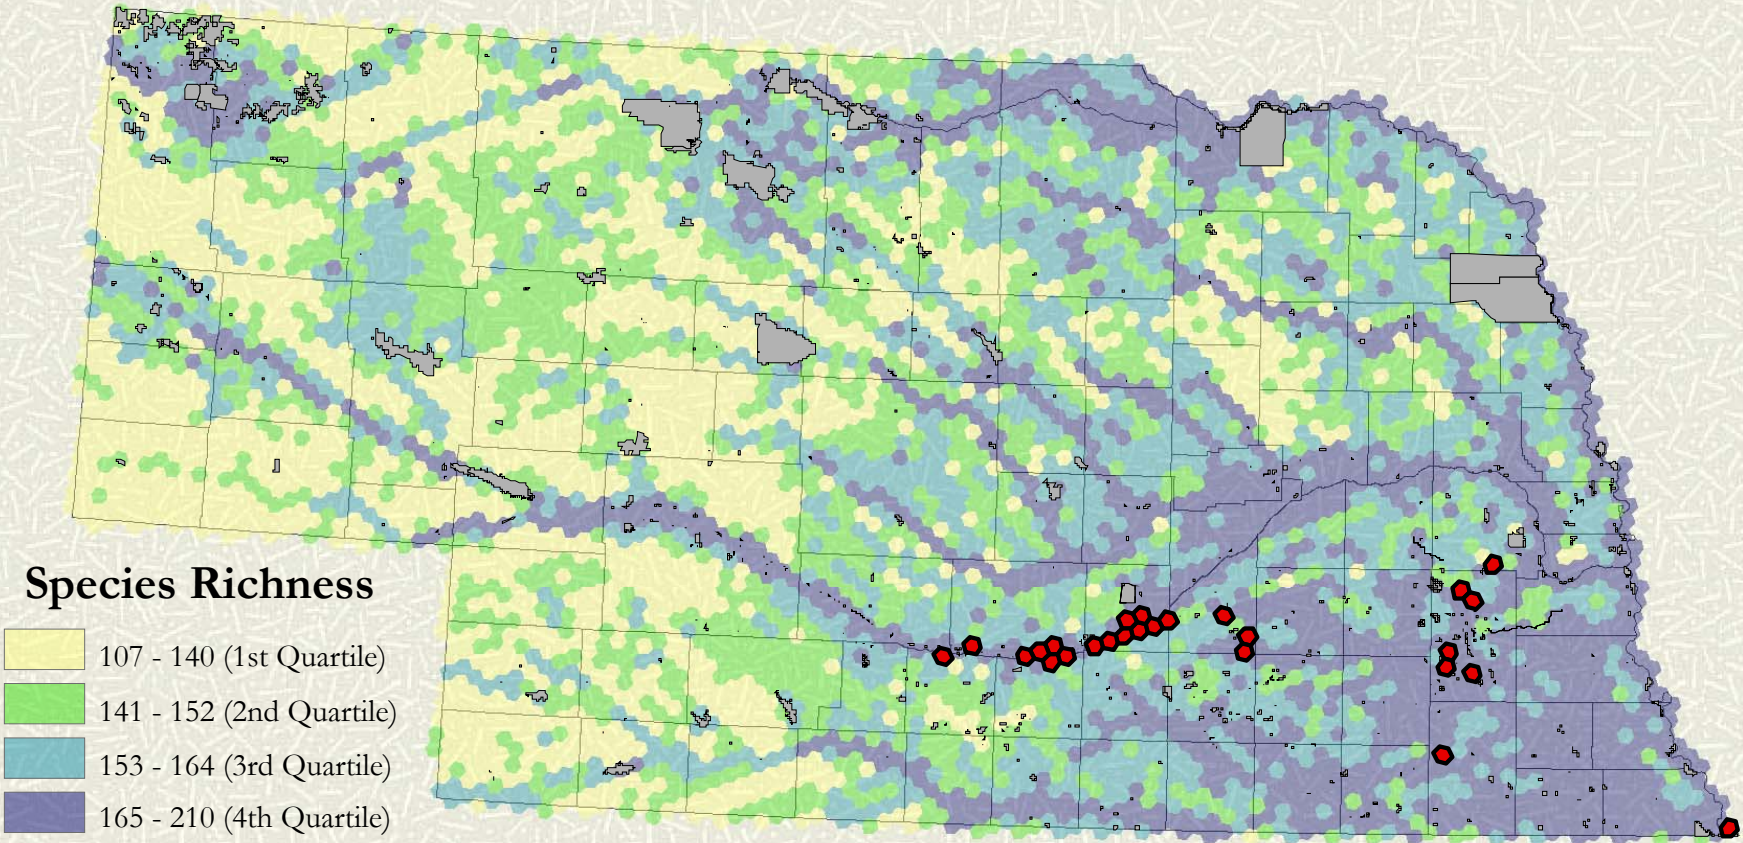 Species Richness
107 - 140 (1st Quartile)
141 - 152 (2nd Quartile)
153 - 164 (3rd Quartile)
165 - 210 (4th Quartile)